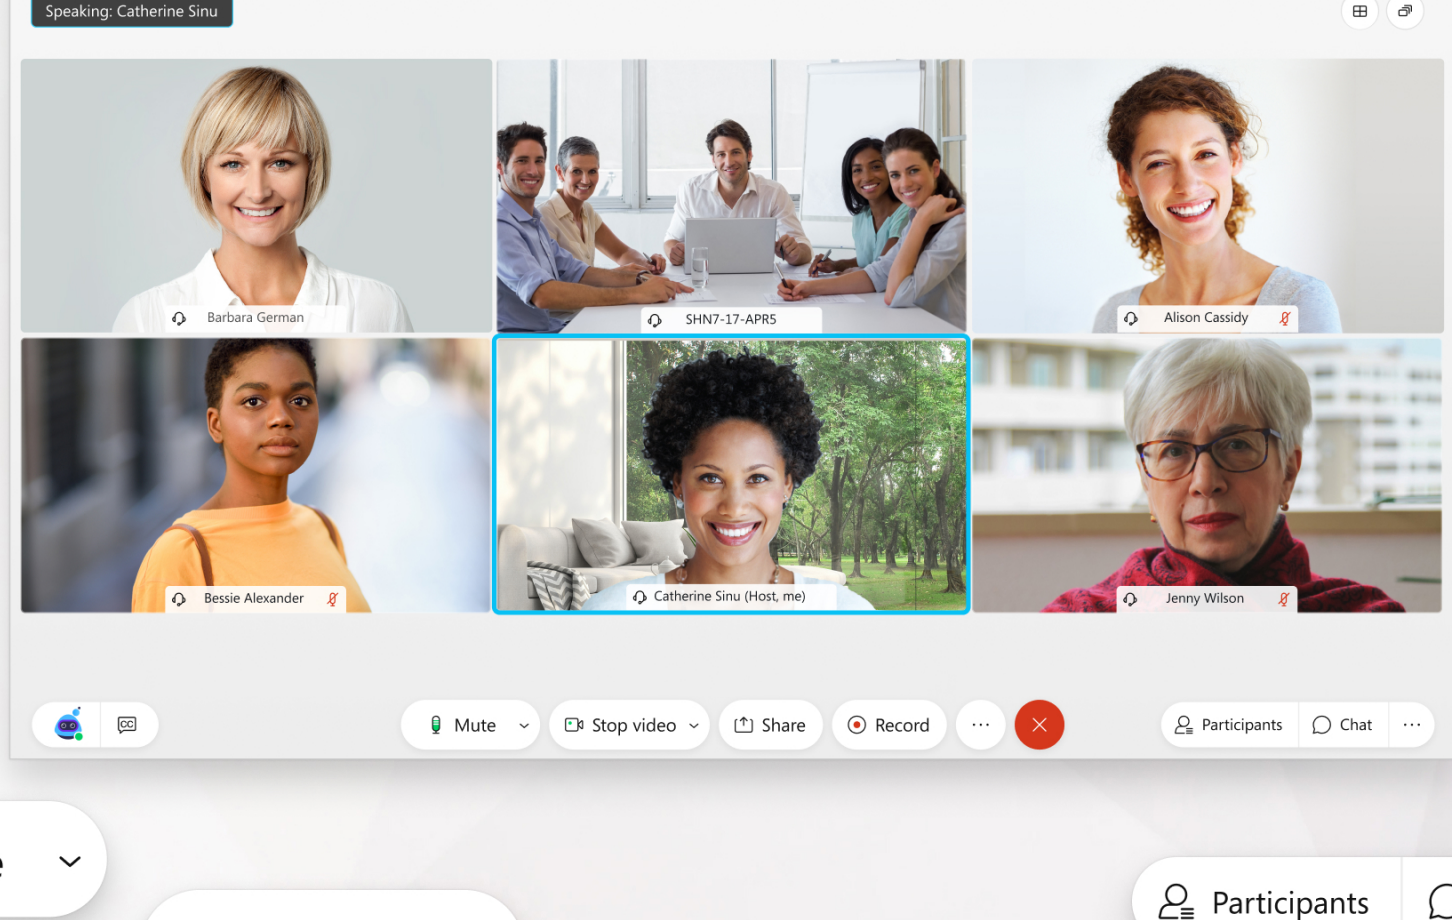 Speaking: Catherine Sinu
Barbara German
SHN7-17-APR5
Alison Cassidy
Bessie Alexander
Catherine Sinu (Host, me)
Jenny Wilson
CC
Mute
Stop video
Share
Record
Participants
Chat
e
Participants